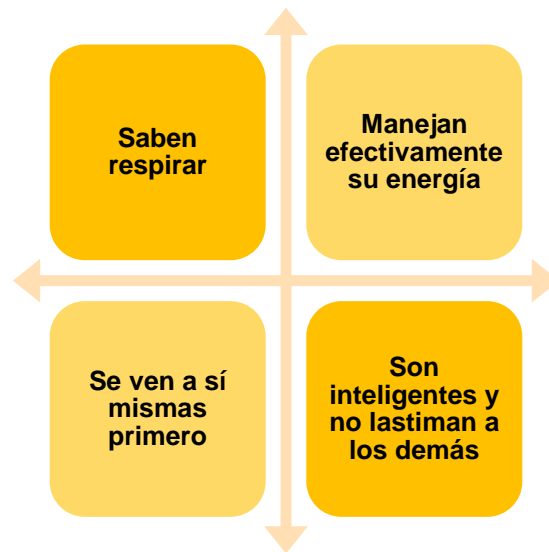 Saben
respirar
Manejan
efectivamente
su energía
Se ven a sí
mismas
primero
Son
inteligentes y
no lastiman a
los demás